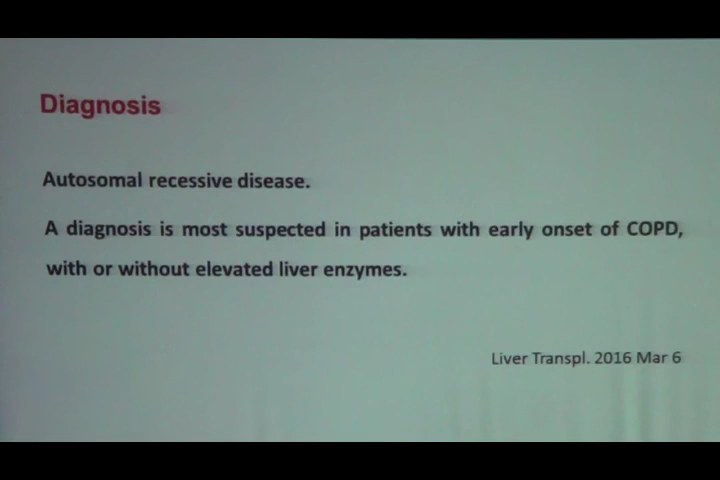 Diagnosis
Autosomal recessive disease.
A diagnosis is most suspected in patients with early onset of COPD,
with or without elevated liver enzymes.
Liver Transpl. 2016 Mar 6